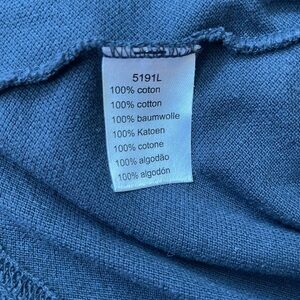 5191L
100% coton
100% cotton
100% baumwolle
100% Katoen
100% cotone
100% algodão
100% algodón